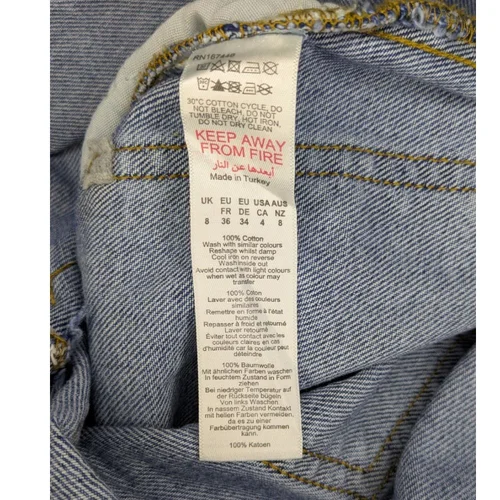 RN157446
30°C COTTON CYCLE, DO
NOT BLEACH, DO NOT
TUMBLE DRY, HOT IRON,
DO NOT DRY CLEAN
KEEP AWAY
FROM FIRE
أبعدها عن النار
Made in Turkey
UK EU EU USA AUS
FR DE CA NZ
8 36 34 4 8
100% Cotton
Wash with similar colours
Reshape whilst damp
Cool iron on reverse
Wash inside out
Avoid contact with light colours
when wet as colour may
transfer
100% Coton
Laver avec des couleurs
similaires
Remettre en forme à l'état
humide
Repasser à froid et retourné
Laver retourné
Éviter tout contact avec les
couleurs claires en cas
d'humidité car la couleur peut
déteindre
100% Baumwolle
Mit ähnlichen Farben waschen
In feuchtem Zustand in Form
ziehen
Bei niedriger Temperatur auf
der Rückseite bügeln
Von links Waschen
In nassem Zustand Kontakt
mit hellen Farben vermeiden,
da es zu einer
Farbübertragung kommen
kann
100% Katoen